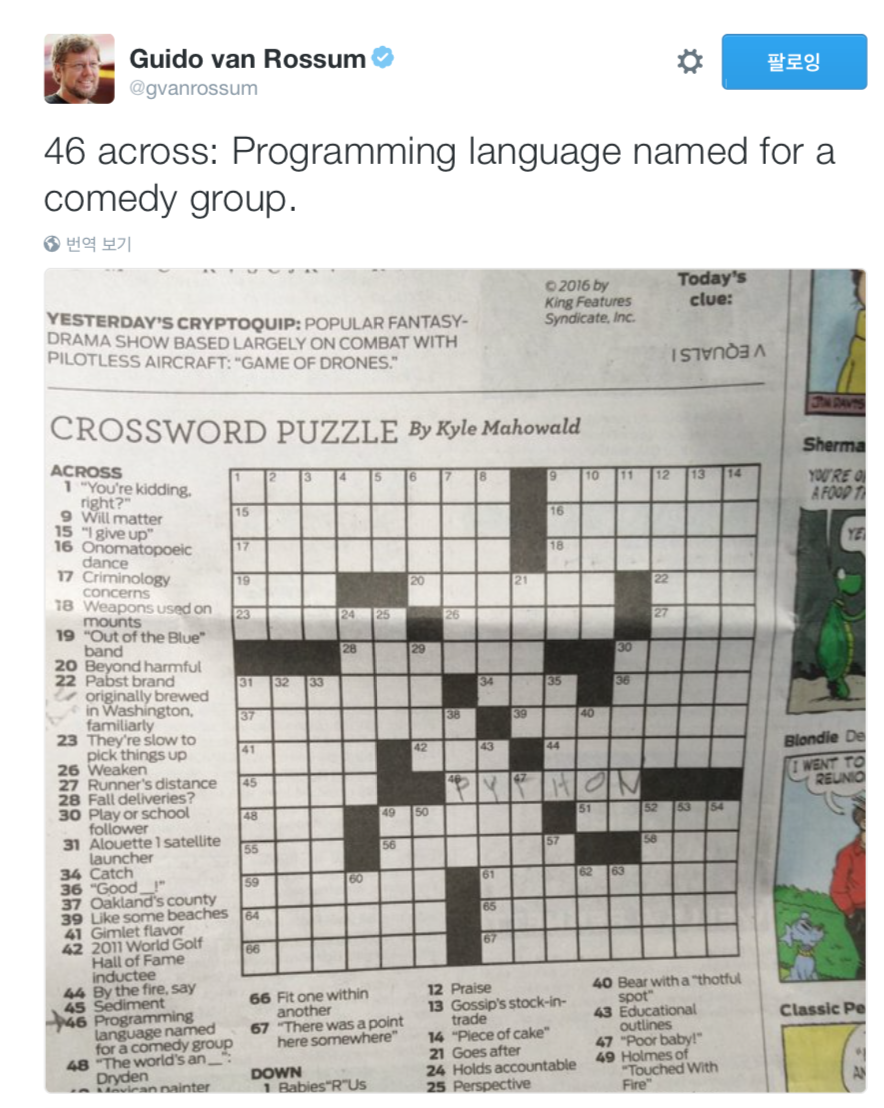 Guido van Rossum
@gvanrossum
팔로잉
46 across: Programming language named for a
comedy group.
번역 보기
© 2016 by
King Features
Syndicate, Inc.
Today's
clue:
V EQUALS I
YESTERDAY'S CRYPTOQUIP: POPULAR FANTASY-
DRAMA SHOW BASED LARGELY ON COMBAT WITH
PILOTLESS AIRCRAFT: "GAME OF DRONES."
JIM DAVIS
CROSSWORD PUZZLE By Kyle Mahowald
ACROSS
1 "You're kidding,
right?"
9 Will matter
15 "I give up"
16 Onomatopoeic
dance
17 Criminology
concerns
18 Weapons used on
mounts
19 "Out of the Blue"
band
20 Beyond harmful
22 Pabst brand
originally brewed
in Washington,
familiarly
23 They're slow to
pick things up
26 Weaken
27 Runner's distance
28 Fall deliveries?
30 Play or school
follower
31 Alouette 1 satellite
launcher
34 Catch
36 "Good __!"
37 Oakland's county
39 Like some beaches
41 Gimlet flavor
42 2011 World Golf
Hall of Fame
inductee
44 By the fire, say
45 Sediment
46 Programming
language named
for a comedy group
48 "The world's an __":
Dryden
Mexican painter
1 2 3 4 5 6 7 8 9 10 11 12 13 14
15 16
17 18
19 20 21 22
23 24 25 26 27
28 29 30
31 32 33 34 35 36
37 38 39 40
41 42 43 44
45 46 47
PYTHON
48 49 50 51 52 53 54
55 56 57 58
59 60 61 62 63
64 65
66 67
66 Fit one within
another
67 "There was a point
here somewhere"
DOWN
1 Babies"R"Us
12 Praise
13 Gossip's stock-in-
trade
14 "Piece of cake"
21 Goes after
24 Holds accountable
25 Perspective
40 Bear with a "thotful
spot"
43 Educational
outlines
47 "Poor baby!"
49 Holmes of
"Touched With
Fire"
Sherma
YOU'RE O
A FOOD T
YE
Blondie De
I WENT TO
REUNIO
Classic Pe